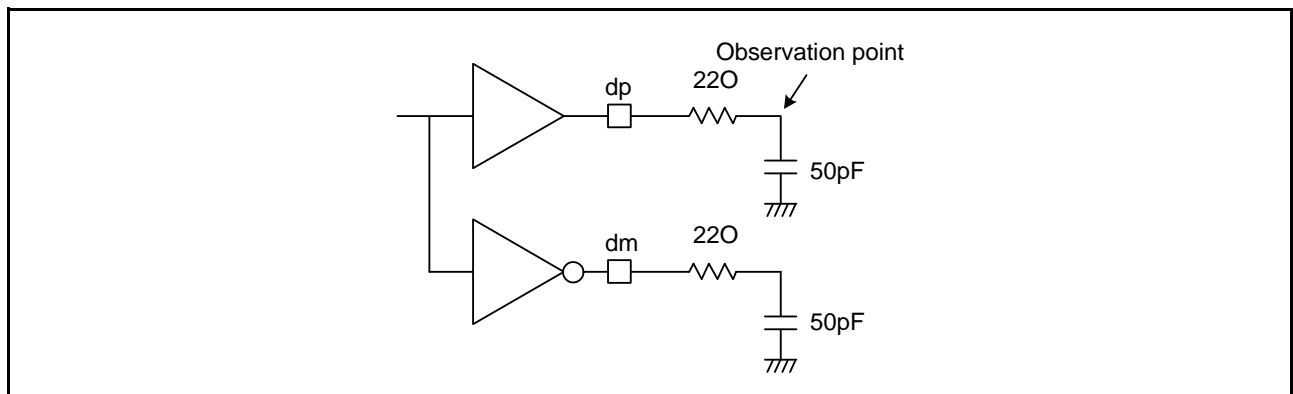 Observation point
dp
22O
50pF
dm
22O
50pF